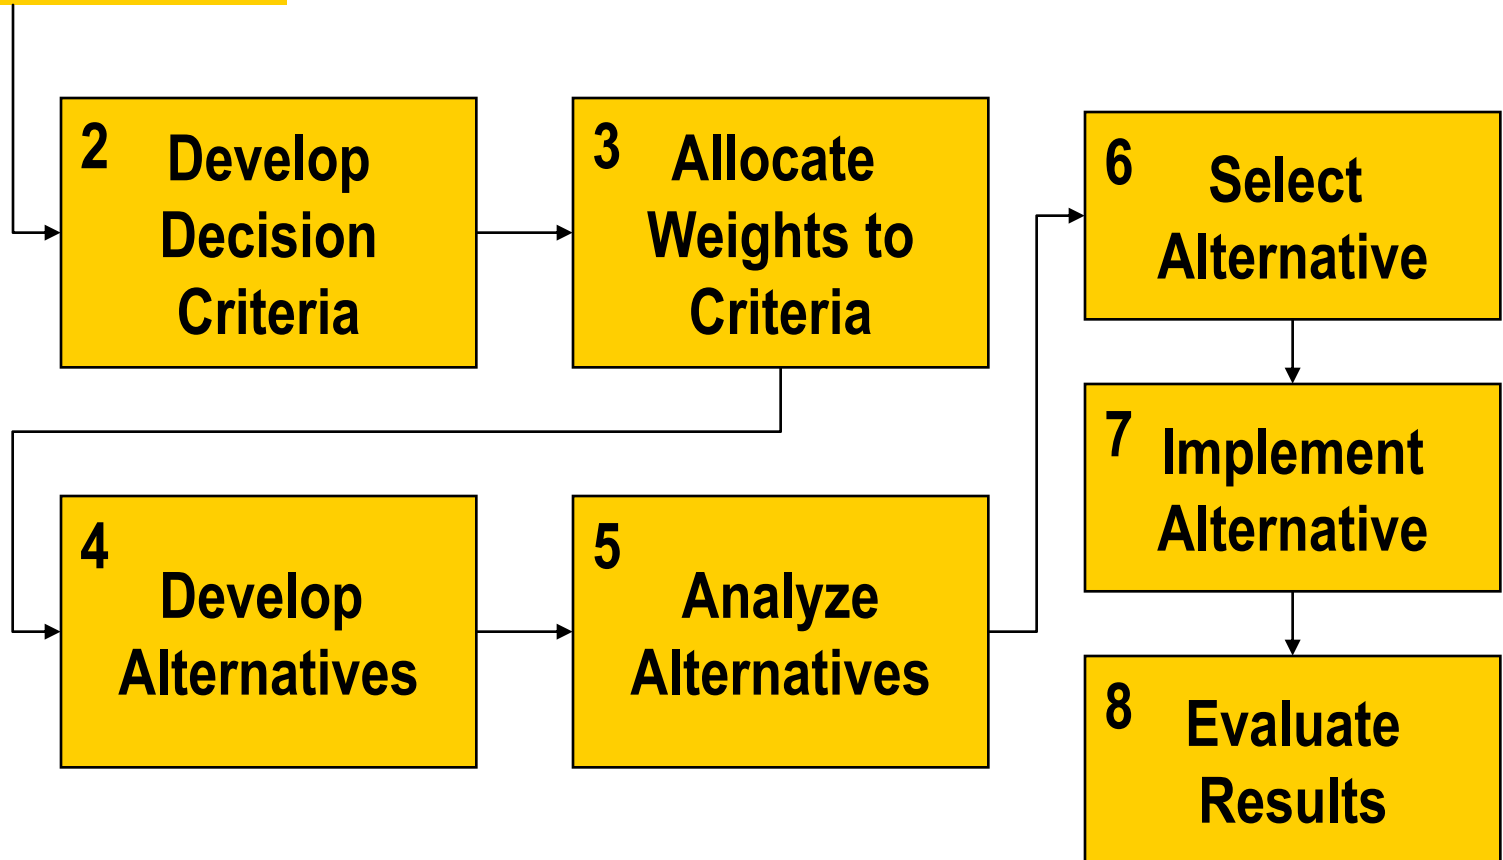 2
Develop
Decision
Criteria
3
Allocate
Weights to
Criteria
4
Develop
Alternatives
5
Analyze
Alternatives
6
Select
Alternative
7
Implement
Alternative
8
Evaluate
Results